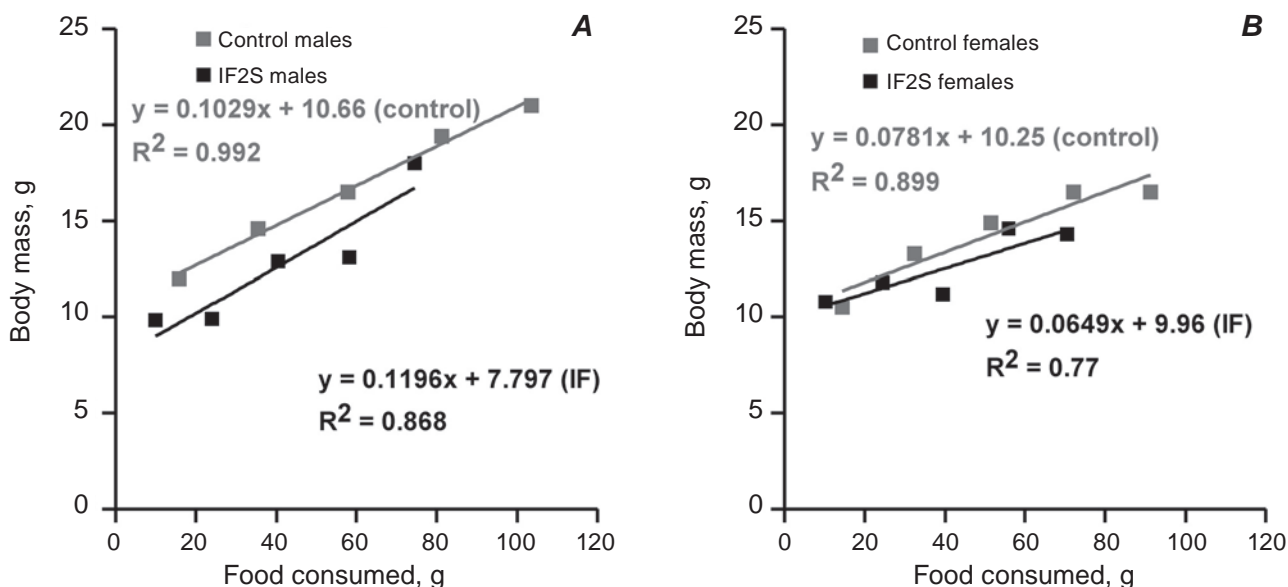 A
Control males
IF2S males
y = 0.1029x + 10.66 (control)
R² = 0.992
y = 0.1196x + 7.797 (IF)
R² = 0.868
Body mass, g
25
20
15
10
5
0
0 20 40 60 80 100 120
Food consumed, g
B
Control females
IF2S females
y = 0.0781x + 10.25 (control)
R² = 0.899
y = 0.0649x + 9.96 (IF)
R² = 0.77
Body mass, g
25
20
15
10
5
0
0 20 40 60 80 100 120
Food consumed, g